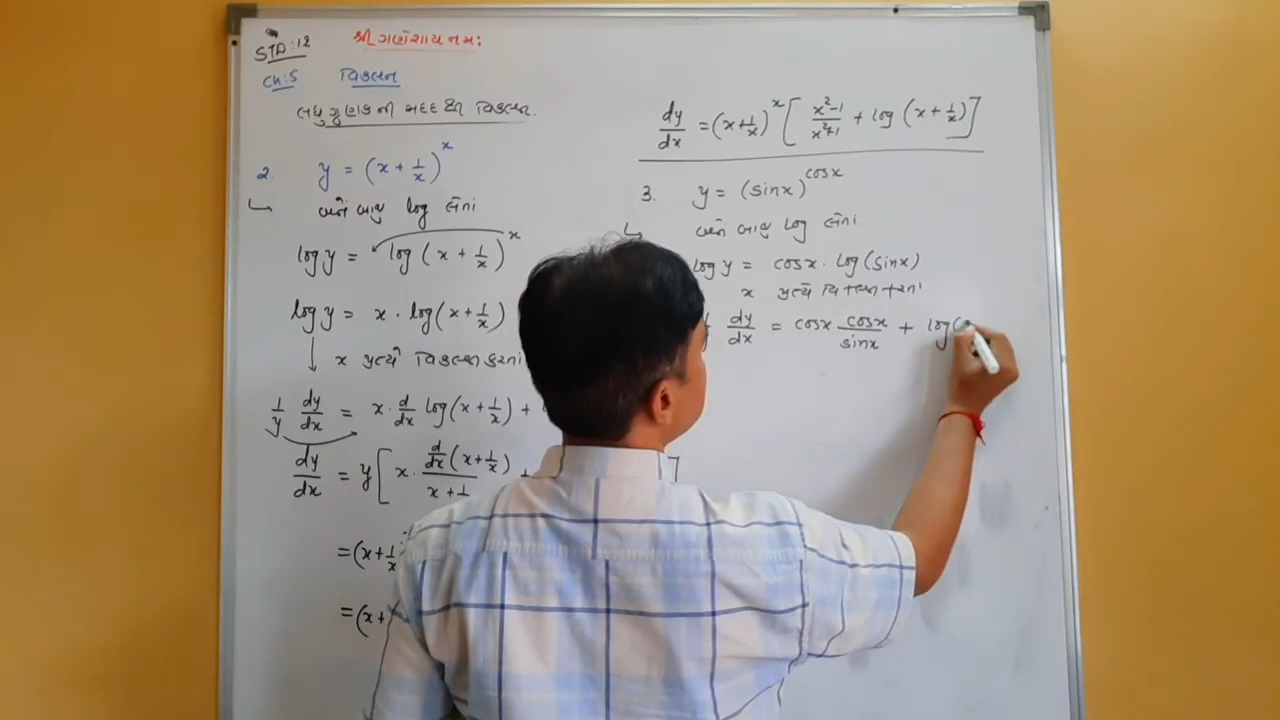 STD:12
શ્રી ગણેશાય નમઃ
Ch:5 વિકલન
લઘુગુણકની મદદથી વિકલન.
2. y = (x + 1/x)^x
બંને બાજુ log લેતાં
log y = log (x + 1/x)^x
log y = x · log(x + 1/x)
x પ્રત્યે વિકલન કરતાં
1/y dy/dx = x · d/dx log(x + 1/x) +
dy/dx = y[x · d/dx(x + 1/x) / x + 1 + ]
= (x + 1/x
= (x +
dy/dx = (x + 1/x)^x [x²-1/x²+1 + log (x + 1/x)]
3. y = (sinx)^cosx
બંને બાજુ log લેતાં
log y = cosx · log(sinx)
x પ્રત્યે વિકલન કરતાં
dy/dx = cosx cosx/sinx + log(